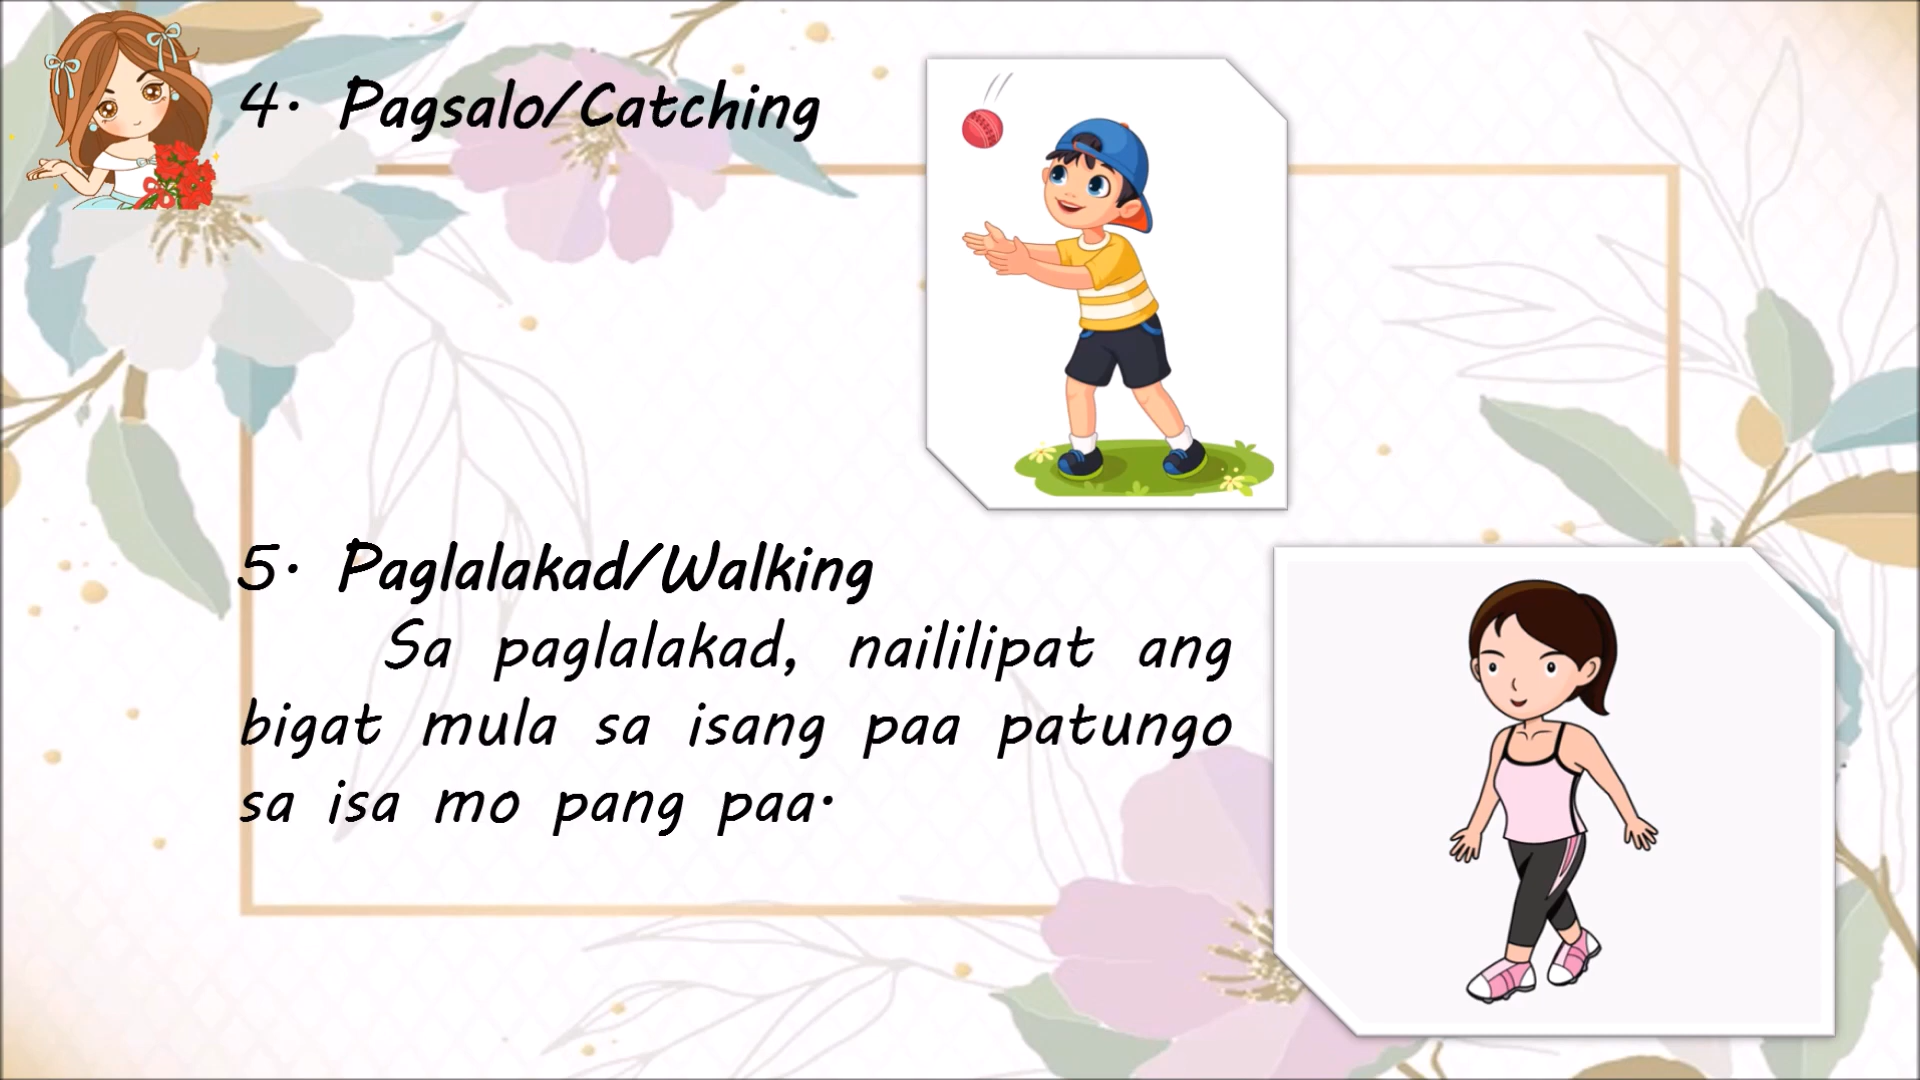 4. Pagsalo/Catching
5. Paglalakad/Walking
Sa paglalakad, naililipat ang
bigat mula sa isang paa patungo
sa isa mo pang paa.